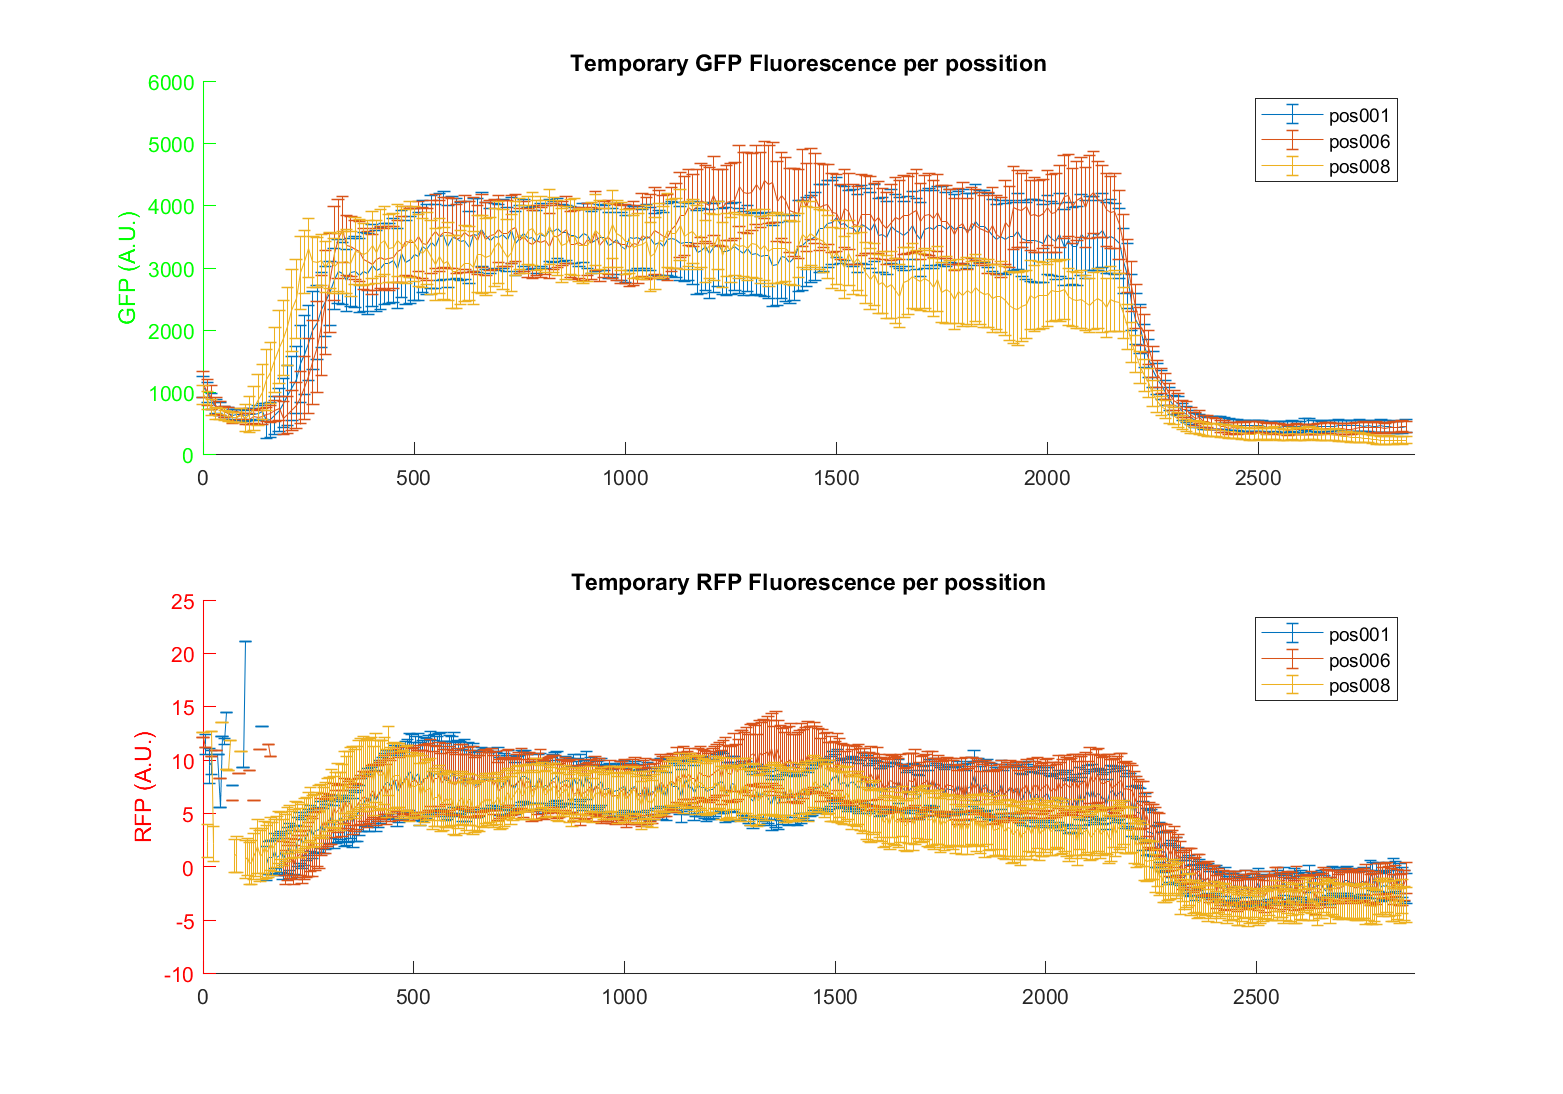 Temporary GFP Fluorescence per possition
6000
5000
4000
3000
2000
1000
0
GFP (A.U.)
pos001
pos006
pos008
0 500 1000 1500 2000 2500
Temporary RFP Fluorescence per possition
25
20
15
10
5
0
-5
-10
RFP (A.U.)
pos001
pos006
pos008
0 500 1000 1500 2000 2500